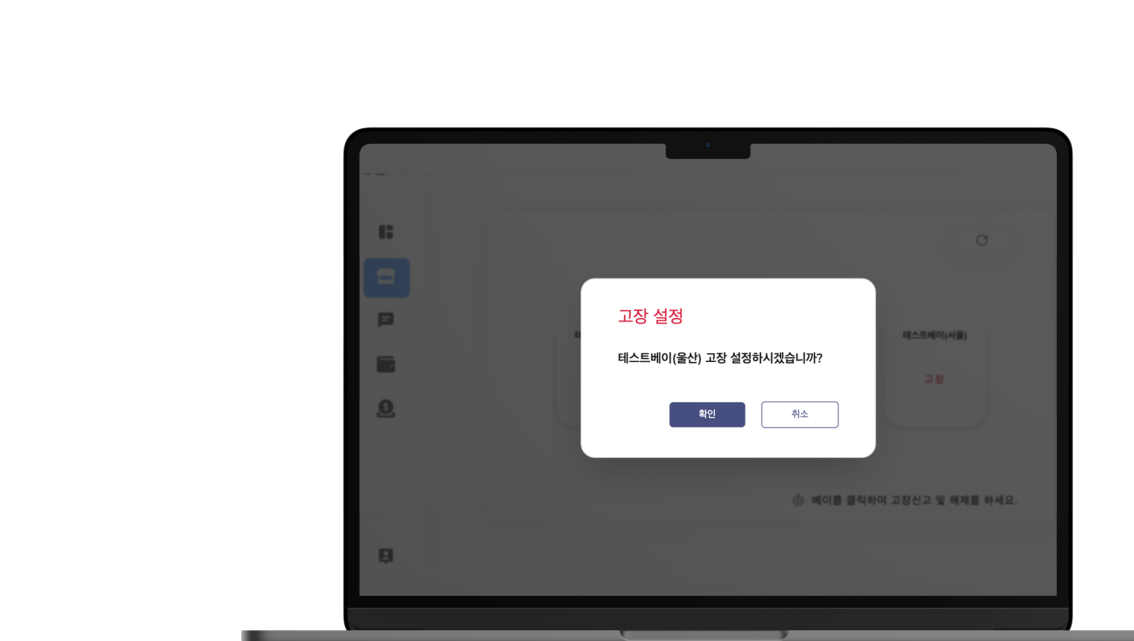 고장 설정
테스트베이(울산) 고장 설정하시겠습니까?
확인
취소
테스트베이(서울)
고장
베이를 클릭하여 고장신고 및 해제를 하세요.